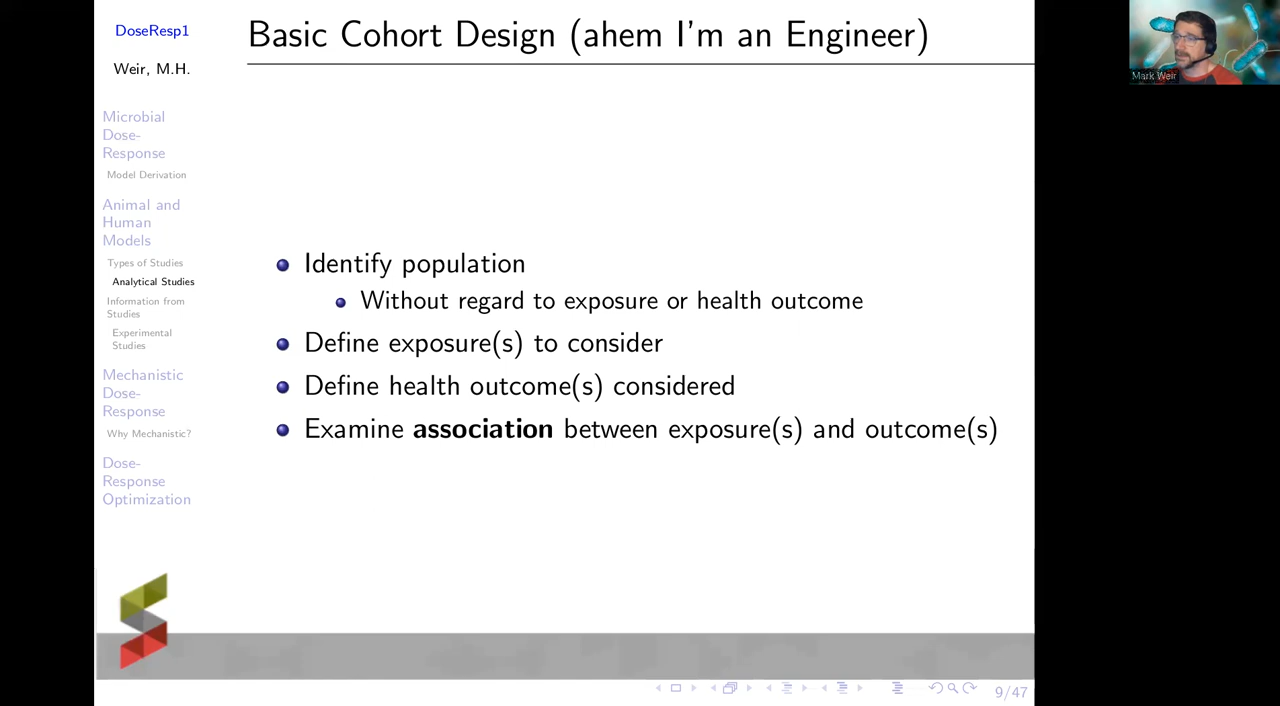 DoseResp1
Weir, M.H.
Microbial
Dose-
Response
Model Derivation
Animal and
Human
Models
Types of Studies
Analytical Studies
Information from
Studies
Experimental
Studies
Mechanistic
Dose-
Response
Why Mechanistic?
Dose-
Response
Optimization
Basic Cohort Design (ahem I'm an Engineer)
Identify population
Without regard to exposure or health outcome
Define exposure(s) to consider
Define health outcome(s) considered
Examine association between exposure(s) and outcome(s)
9/47
Mark Weir